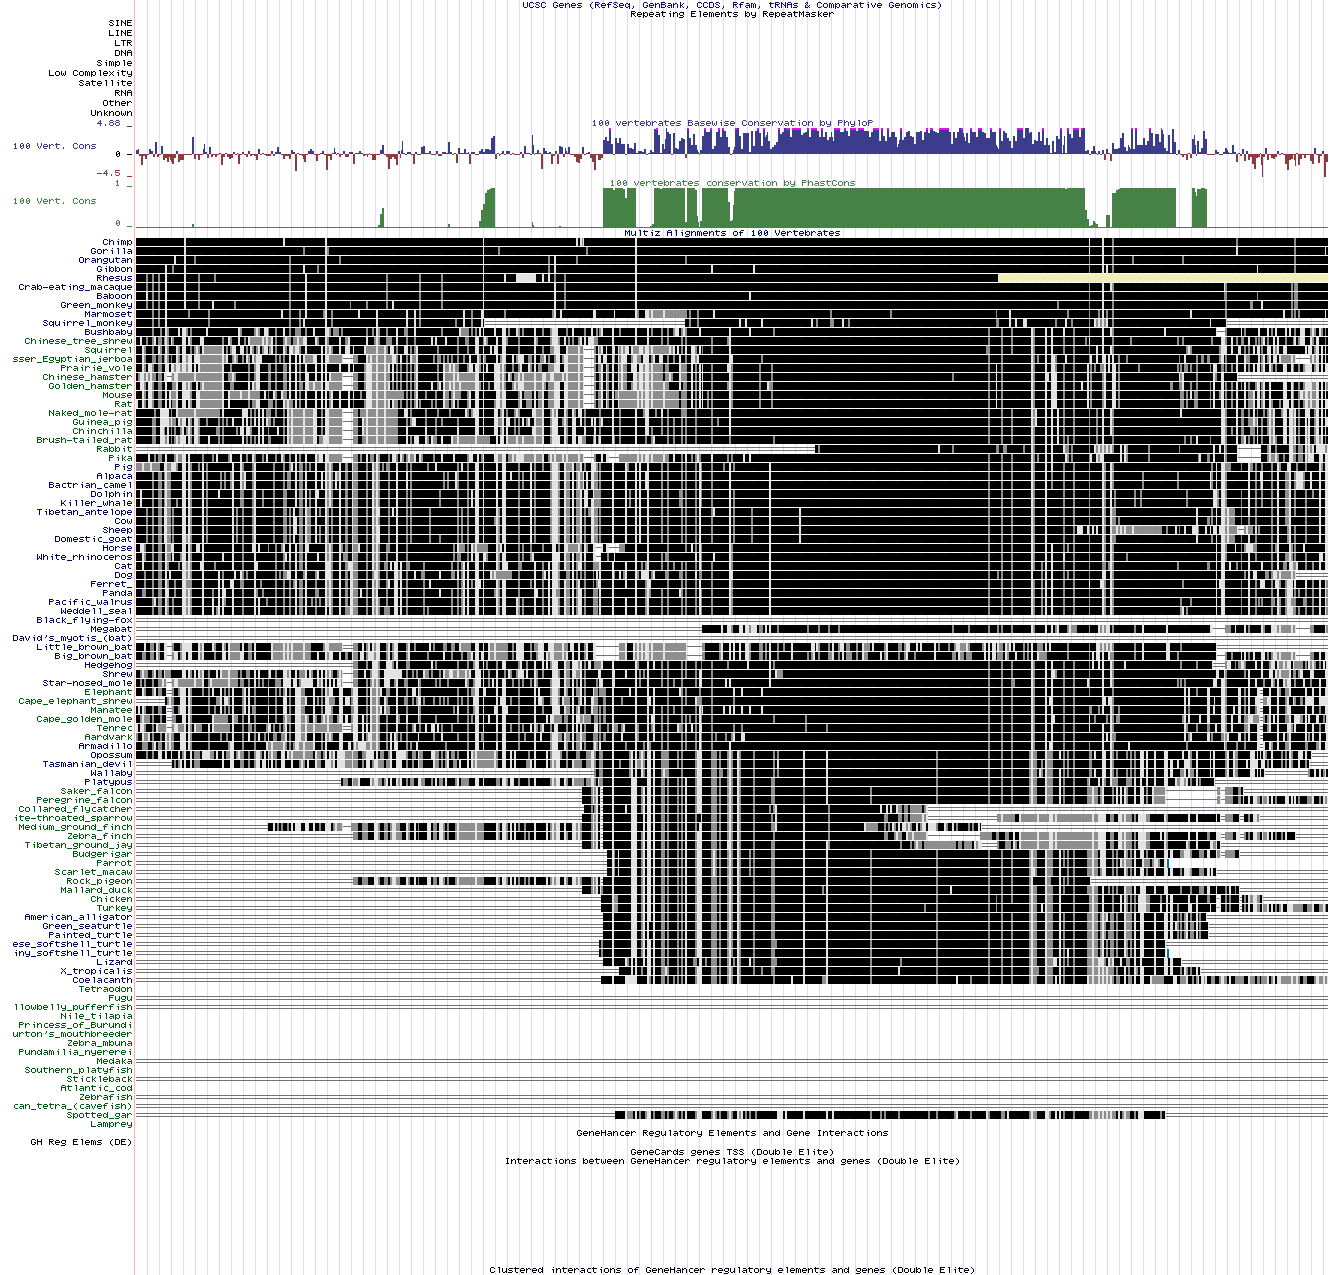 UCSC Genes (RefSeq, GenBank, CCDS, Rfam, tRNAs & Comparative Genomics)
Repeating Elements by RepeatMasker
SINE
LINE
LTR
DNA
Simple
Low Complexity
Satellite
RNA
Other
Unknown
4.88 _
100 vertebrates Basewise Conservation by PhyloP
100 Vert. Cons
0 _
-4.5 _
1 _
100 vertebrates conservation by PhastCons
100 Vert. Cons
0 _
Multiz Alignments of 100 Vertebrates
Chimp
Gorilla
Orangutan
Gibbon
Rhesus
Crab-eating_macaque
Baboon
Green_monkey
Marmoset
Squirrel_monkey
Bushbaby
Chinese_tree_shrew
Squirrel
sser_Egyptian_jerboa
Prairie_vole
Chinese_hamster
Golden_hamster
Mouse
Rat
Naked_mole-rat
Guinea_pig
Chinchilla
Brush-tailed_rat
Rabbit
Pika
Pig
Alpaca
Bactrian_camel
Dolphin
Killer_whale
Tibetan_antelope
Cow
Sheep
Domestic_goat
Horse
White_rhinoceros
Cat
Dog
Ferret_
Panda
Pacific_walrus
Weddell_seal
Black_flying-fox
Megabat
David's_myotis_(bat)
Little_brown_bat
Big_brown_bat
Hedgehog
Shrew
Star-nosed_mole
Elephant
Cape_elephant_shrew
Manatee
Cape_golden_mole
Tenrec
Aardvark
Armadillo
Opossum
Tasmanian_devil
Wallaby
Platypus
Saker_falcon
Peregrine_falcon
Collared_flycatcher
ite-throated_sparrow
Medium_ground_finch
Zebra_finch
Tibetan_ground_jay
Budgerigar
Parrot
Scarlet_macaw
Rock_pigeon
Mallard_duck
Chicken
Turkey
American_alligator
Green_seaturtle
Painted_turtle
ese_softshell_turtle
iny_softshell_turtle
Lizard
X_tropicalis
Coelacanth
Tetraodon
Fugu
llowbelly_pufferfish
Nile_tilapia
Princess_of_Burundi
urton's_mouthbreeder
Zebra_mbuna
Pundamilia_nyererei
Medaka
Southern_platyfish
Stickleback
Atlantic_cod
Zebrafish
can_tetra_(cavefish)
Spotted_gar
Lamprey
GeneHancer Regulatory Elements and Gene Interactions
GH Reg Elems (DE)
GeneCards genes TSS (Double Elite)
Interactions between GeneHancer regulatory elements and genes (Double Elite)
Clustered interactions of GeneHancer regulatory elements and genes (Double Elite)